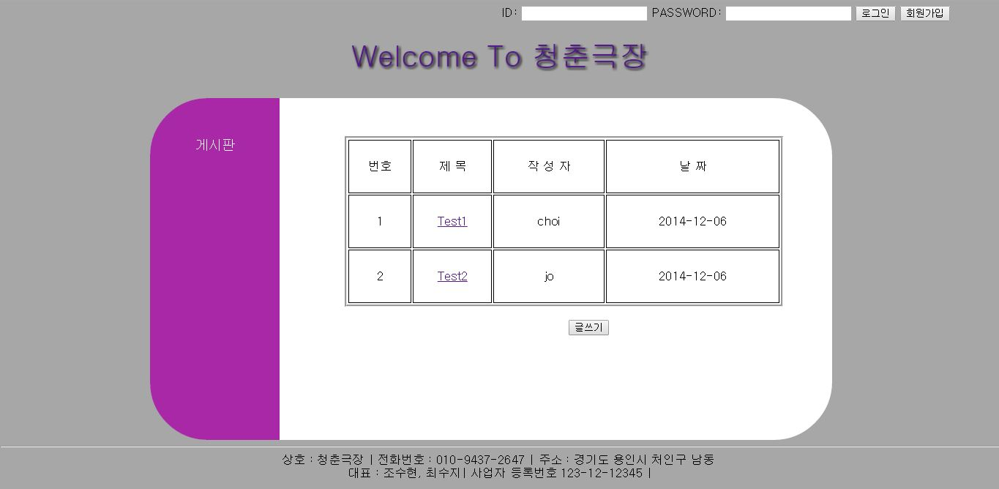 ID: PASSWORD: 로그인 회원가입
Welcome To 청춘극장
게시판
번호 제 목 작 성 자 날 짜
1 Test1 choi 2014-12-06
2 Test2 jo 2014-12-06
글쓰기
상호 : 청춘극장 | 전화번호 : 010-9437-2647 | 주소 : 경기도 용인시 처인구 남동
대표 : 조수현, 최수지| 사업자 등록번호 123-12-12345 |